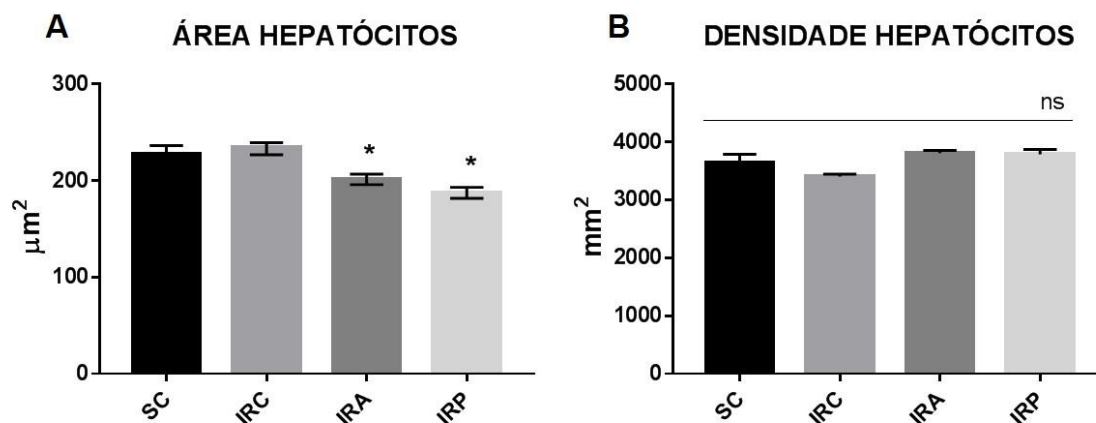 A
ÁREA HEPATÓCITOS
300
200
100
0
µm²
*
*
SC
IRC
IRA
IRP
B
DENSIDADE HEPATÓCITOS
5000
4000
3000
2000
1000
0
mm²
ns
SC
IRC
IRA
IRP